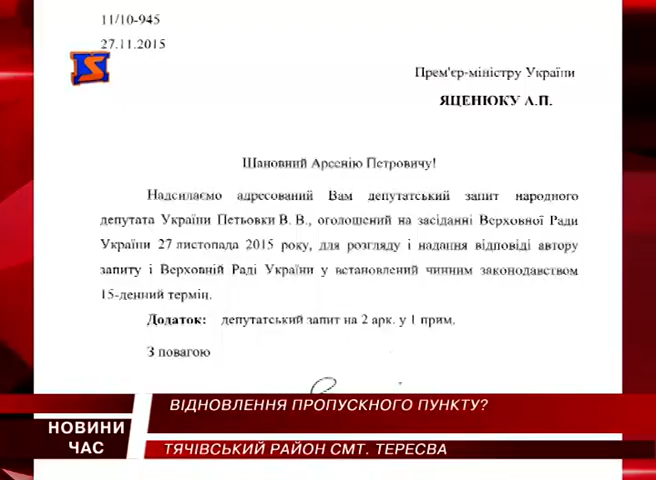 11/10-945
27.11.2015
Прем'єр-міністру України
ЯЦЕНЮКУ А.П.
Шановний Арсенію Петровичу!
Надсилаємо адресований Вам депутатський запит народного
депутата України Петьовки В. В., оголошений на засіданні Верховної Ради
України 27 листопада 2015 року, для розгляду і надання відповіді автору
запиту і Верховній Раді України у встановлений чинним законодавством
15-денний термін.
Додаток: депутатський запит на 2 арк. у 1 прим.
З повагою
ВІДНОВЛЕННЯ ПРОПУСКНОГО ПУНКТУ?
НОВИНИ
ЧАС
ТЯЧІВСЬКИЙ РАЙОН СМТ. ТЕРЕСВА